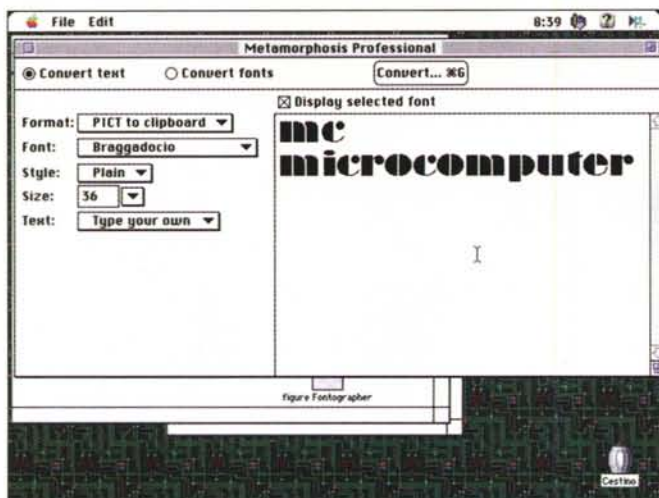 File Edit 8:39
Metamorphosis Professional
Convert text Convert fonts Convert... ⌘G
Display selected font
Format: PICT to clipboard
Font: Braggadocio
Style: Plain
Size: 36
Text: Type your own
mc
microcomputer
figure Fontographer
Cestino